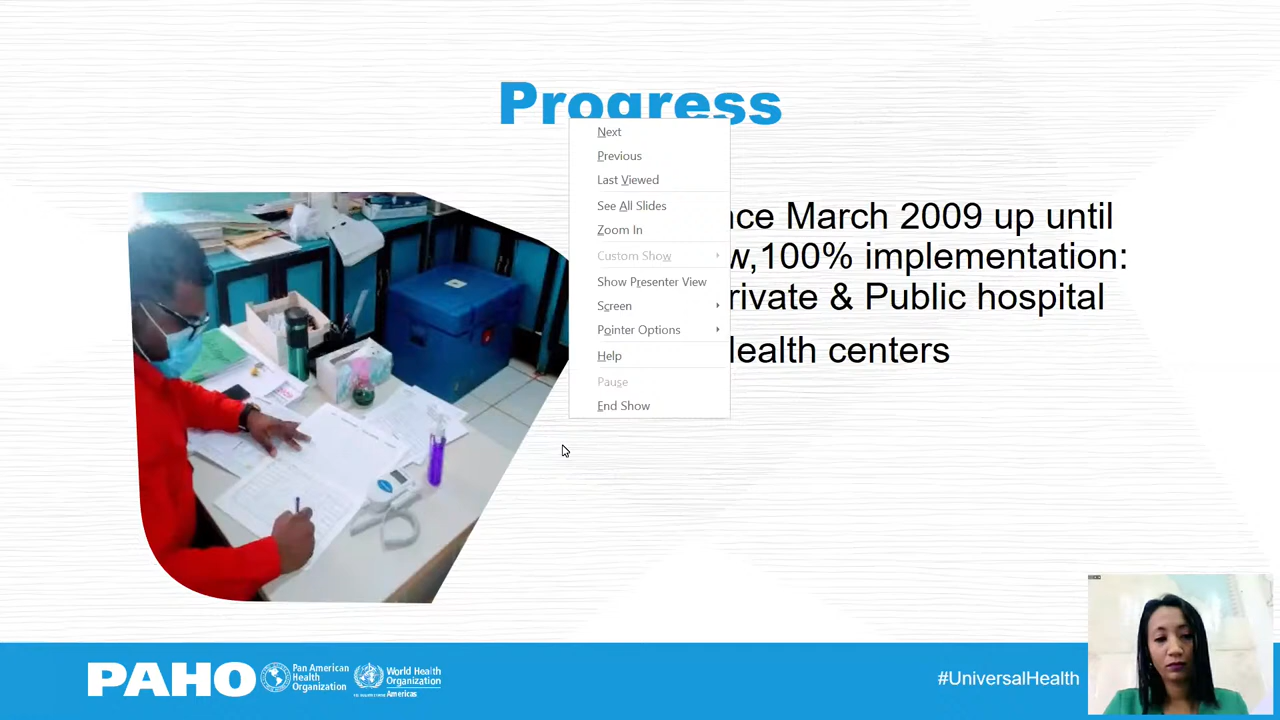 Progress
Next
Previous
Last Viewed
See All Slides
Zoom In
Custom Show
Show Presenter View
Screen
Pointer Options
Help
Pause
End Show
nce March 2009 up until
w,100% implementation:
rivate & Public hospital
ealth centers
PAHO
Pan American
Health
Organization
World Health
Organization
Americas
#UniversalHealth